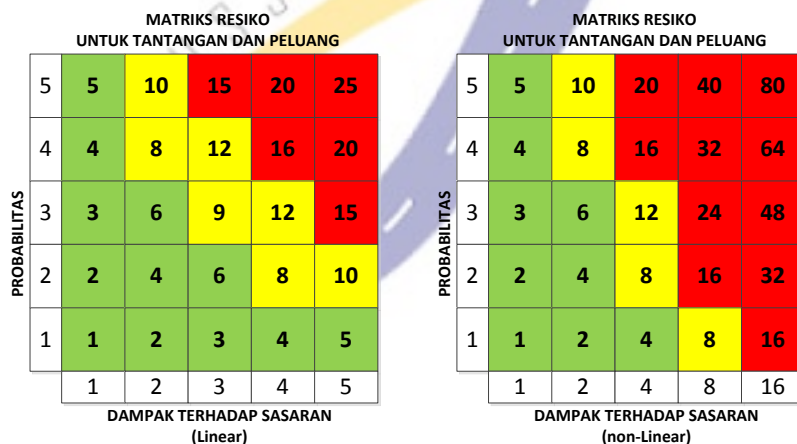 MATRIKS RESIKO
UNTUK TANTANGAN DAN PELUANG
PROBABILITAS
5 5 10 15 20 25
4 4 8 12 16 20
3 3 6 9 12 15
2 2 4 6 8 10
1 1 2 3 4 5
1 2 3 4 5
DAMPAK TERHADAP SASARAN
(Linear)
MATRIKS RESIKO
UNTUK TANTANGAN DAN PELUANG
PROBABILITAS
5 5 10 20 40 80
4 4 8 16 32 64
3 3 6 12 24 48
2 2 4 8 16 32
1 1 2 4 8 16
1 2 4 8 16
DAMPAK TERHADAP SASARAN
(non-Linear)